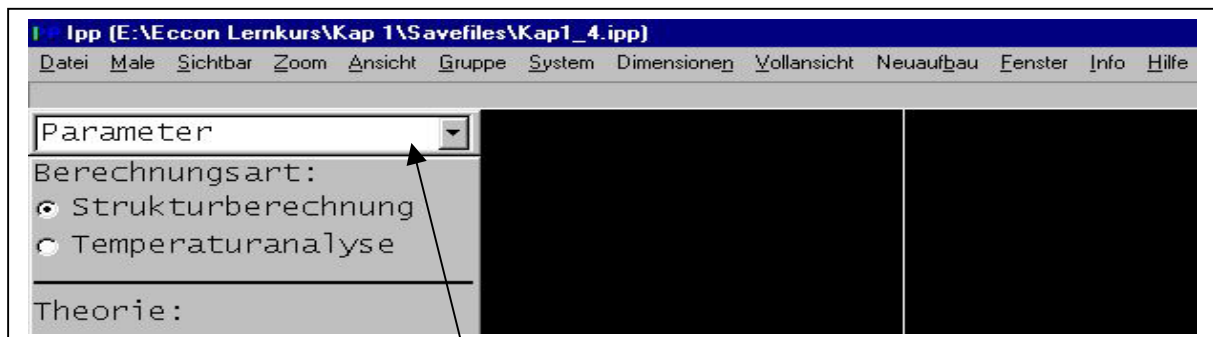 Ipp (E:\Eccon Lernkurs\Kap 1\Savefiles\Kap1_4.ipp)
Datei Male Sichtbar Zoom Ansicht Gruppe System Dimensionen Vollansicht Neuaufbau Fenster Info Hilfe
Parameter
Berechnungsart:
Strukturberechnung
Temperaturanalyse
Theorie: